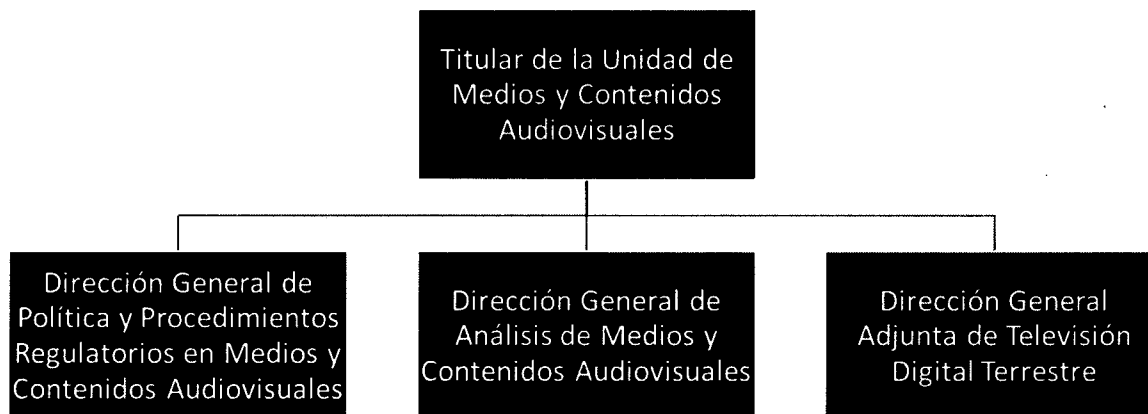 Titular de la Unidad de
Medios y Contenidos
Audiovisuales
Dirección General de
Política y Procedimientos
Regulatorios en Medios y
Contenidos Audiovisuales
Dirección General de
Análisis de Medios y
Contenidos Audiovisuales
Dirección General
Adjunta de Televisión
Digital Terrestre